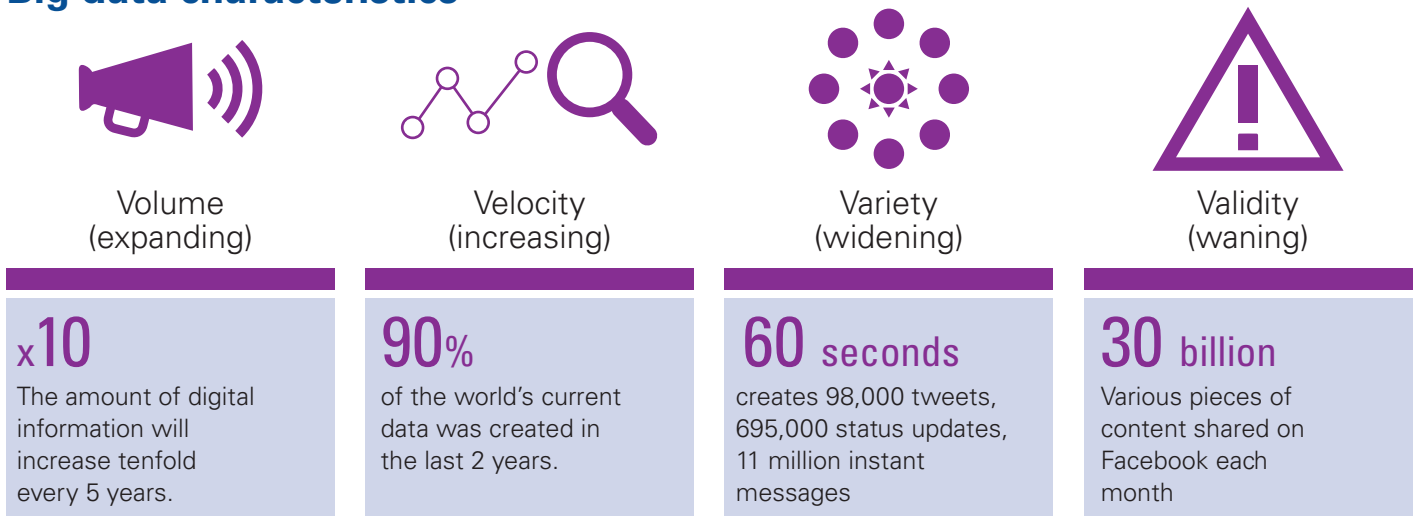 Big data characteristics
Volume
(expanding)
x10
The amount of digital
information will
increase tenfold
every 5 years.
Velocity
(increasing)
90%
of the world's current
data was created in
the last 2 years.
Variety
(widening)
60 seconds
creates 98,000 tweets,
695,000 status updates,
11 million instant
messages
Validity
(waning)
30 billion
Various pieces of
content shared on
Facebook each
month